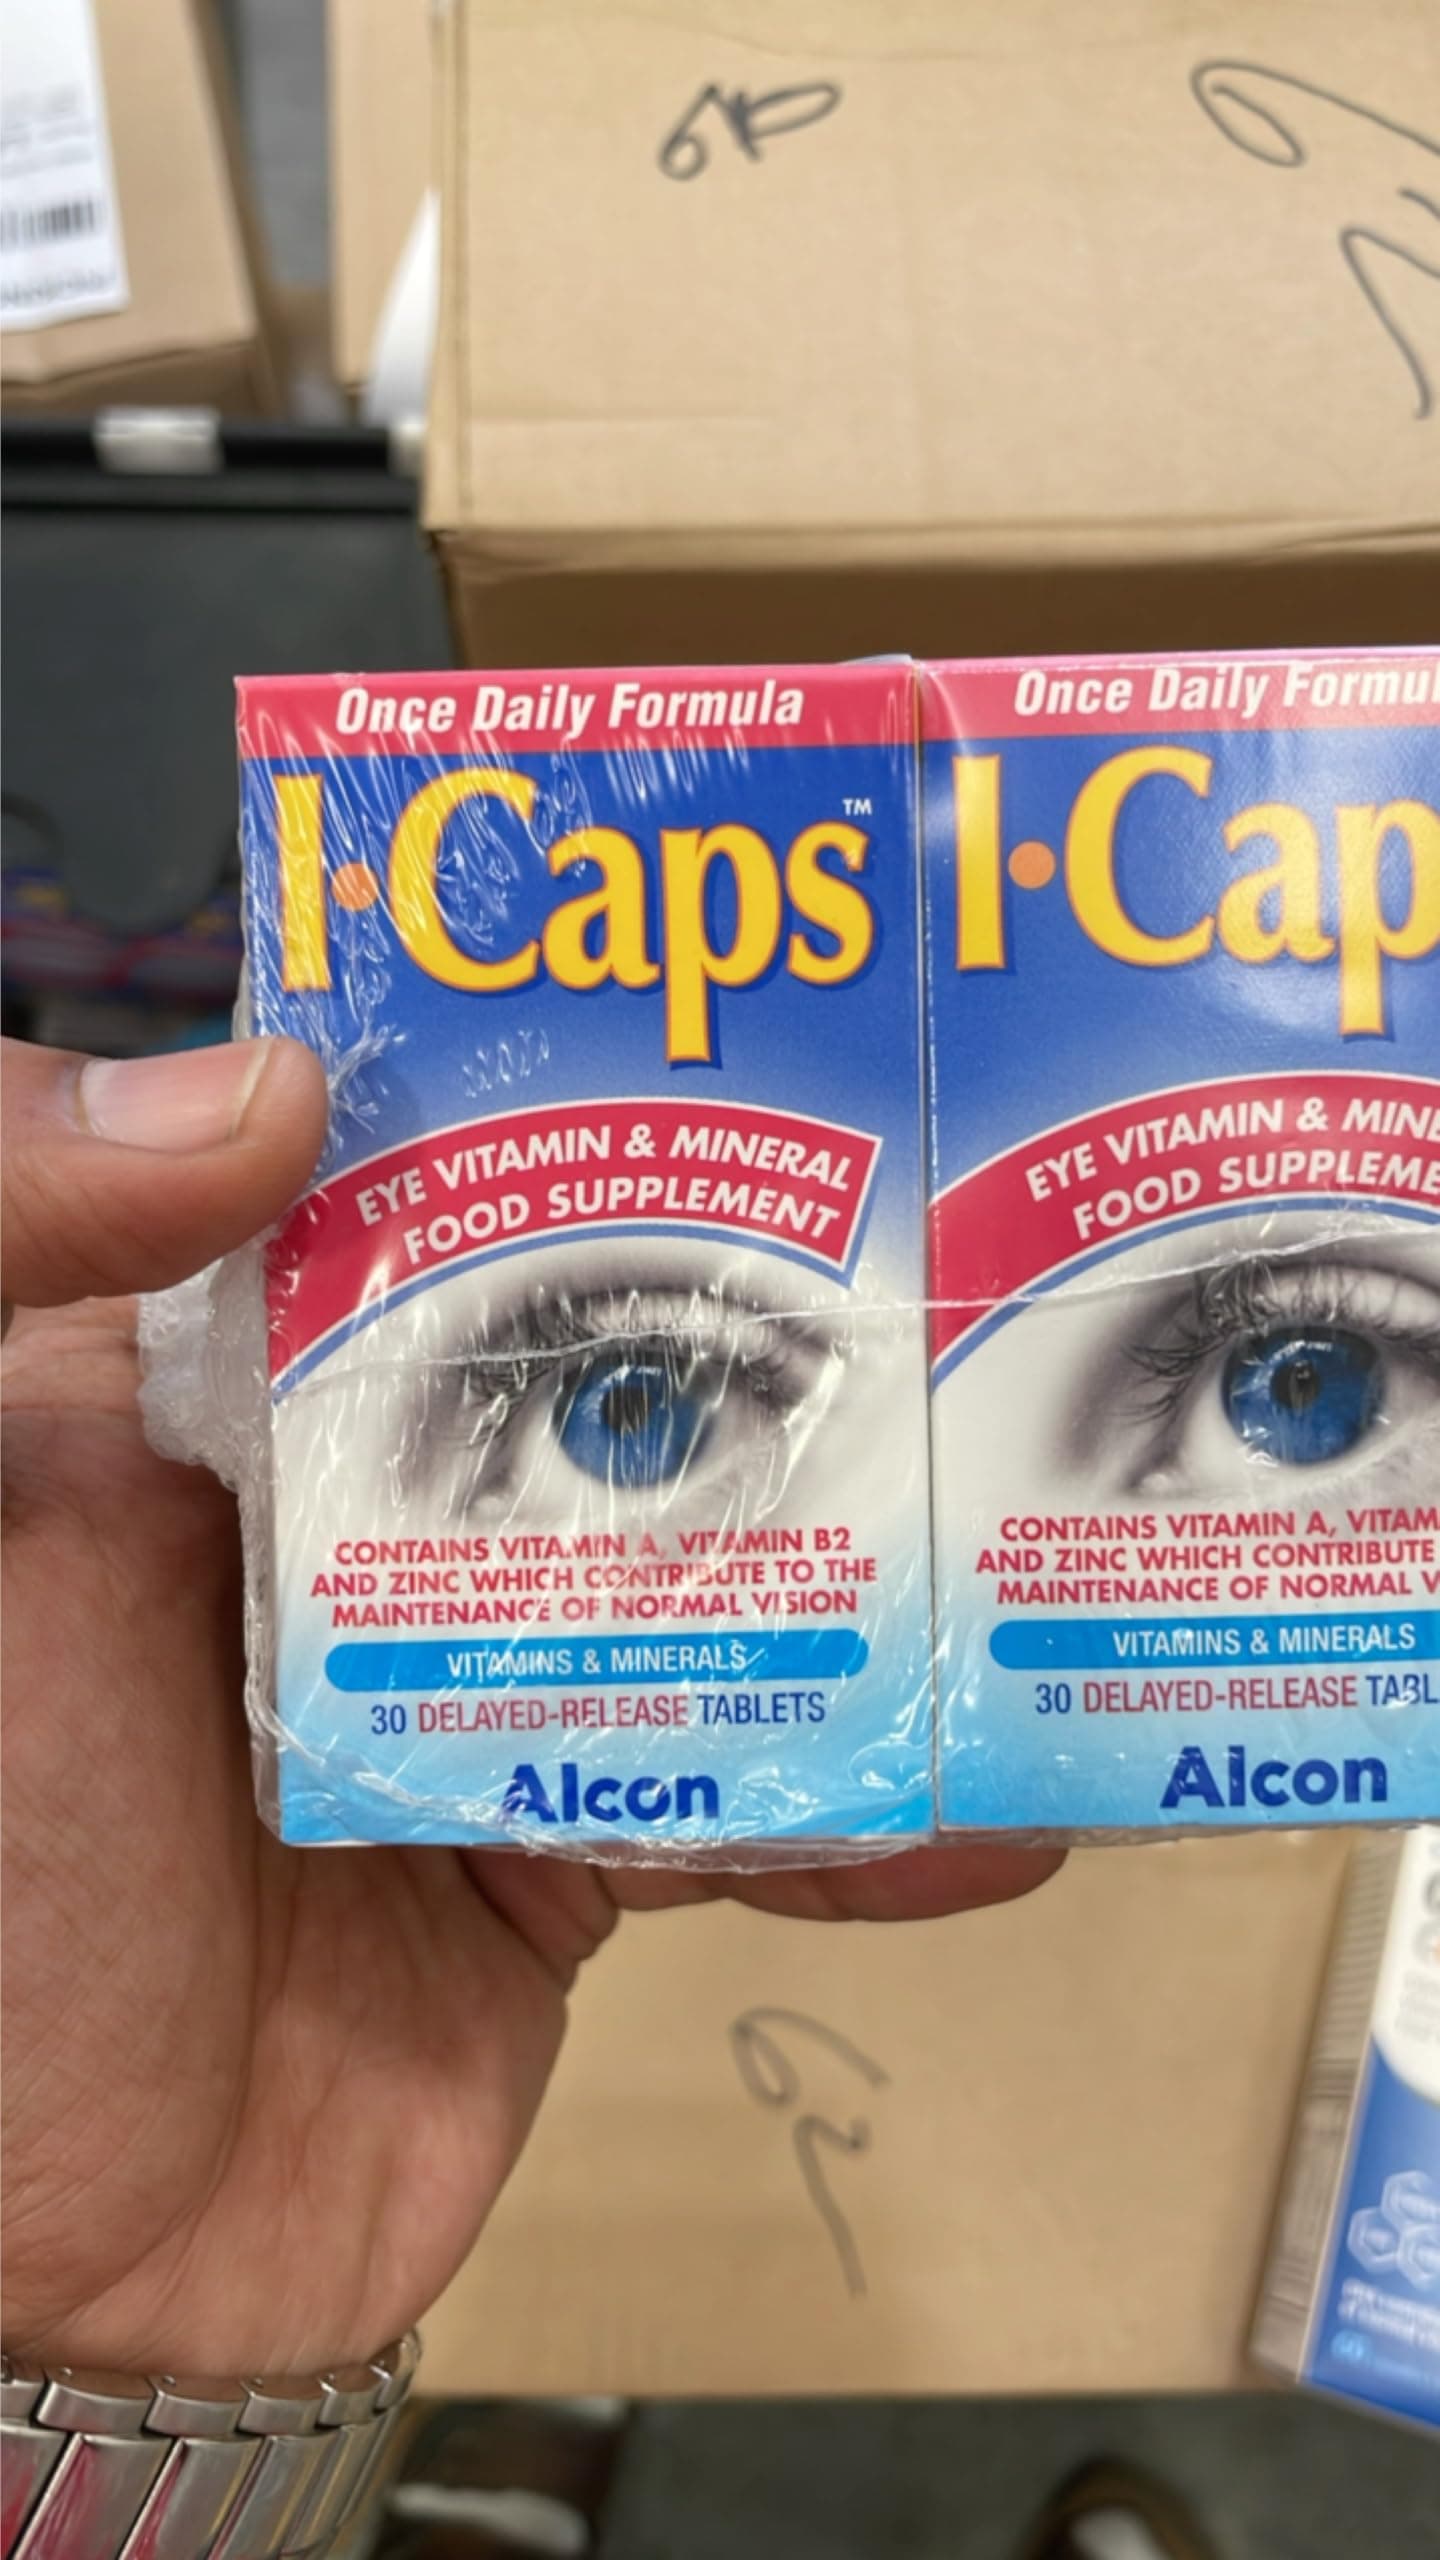 Once Daily Formula
I·Caps™
EYE VITAMIN & MINERAL
FOOD SUPPLEMENT
CONTAINS VITAMIN A, VITAMIN B2
AND ZINC WHICH CONTRIBUTE TO THE
MAINTENANCE OF NORMAL VISION
VITAMINS & MINERALS
30 DELAYED-RELEASE TABLETS
Alcon
Once Daily Formul
I·Cap
EYE VITAMIN & MINE
FOOD SUPPLEME
CONTAINS VITAMIN A, VITAM
AND ZINC WHICH CONTRIBUTE
MAINTENANCE OF NORMAL V
VITAMINS & MINERALS
30 DELAYED-RELEASE TABL
Alcon